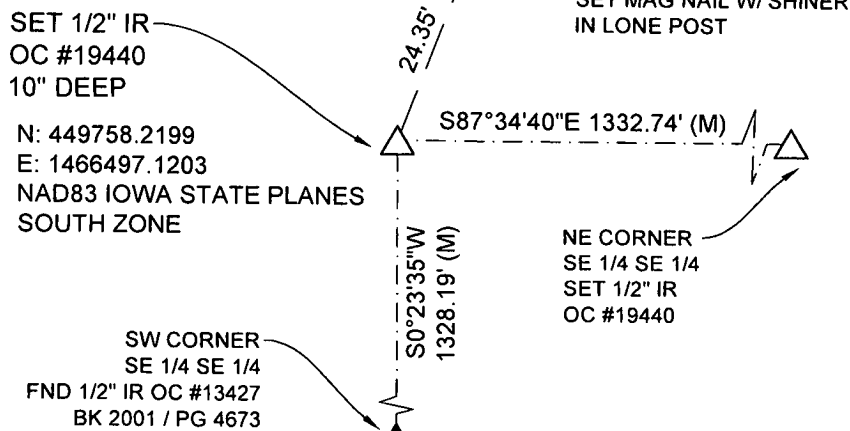 SET MAG NAIL W/ SHINER
IN LONE POST
24.35'
SET 1/2" IR
OC #19440
10" DEEP
N: 449758.2199
E: 1466497.1203
NAD83 IOWA STATE PLANES
SOUTH ZONE
S87°34'40"E 1332.74' (M)
S0°23'35"W
1328.19' (M)
NE CORNER
SE 1/4 SE 1/4
SET 1/2" IR
OC #19440
SW CORNER
SE 1/4 SE 1/4
FND 1/2" IR OC #13427
BK 2001 / PG 4673